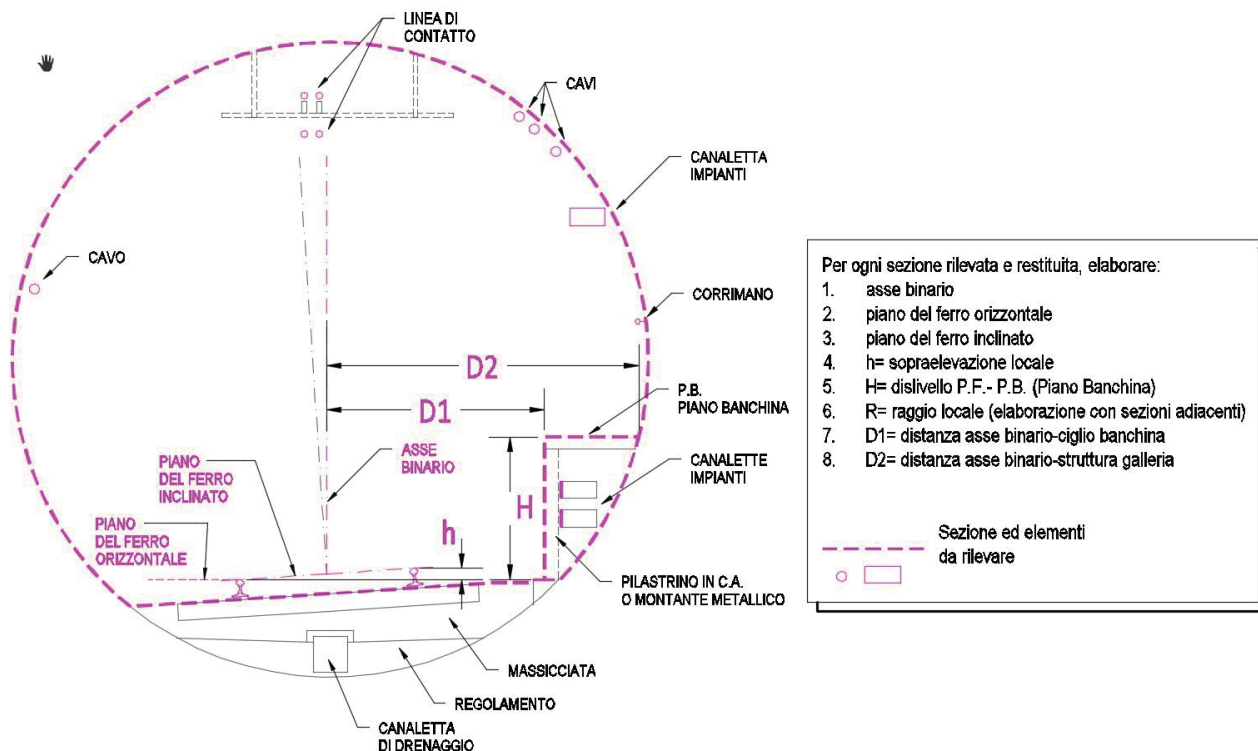 LINEA DI
CONTATTO
CAVI
CANALETTA
IMPIANTI
CAVO
CORRIMANO
D2
D1
P.B.
PIANO BANCHINA
ASSE
BINARIO
PIANO
DEL FERRO
INCLINATO
CANALETTE
IMPIANTI
H
h
PIANO
DEL FERRO
ORIZZONTALE
PILASTRINO IN C.A.
O MONTANTE METALLICO
MASSICCIATA
REGOLAMENTO
CANALETTA
DI DRENAGGIO
Per ogni sezione rilevata e restituita, elaborare:
1. asse binario
2. piano del ferro orizzontale
3. piano del ferro inclinato
4. h= sopraelevazione locale
5. H= dislivello P.F.- P.B. (Piano Banchina)
6. R= raggio locale (elaborazione con sezioni adiacenti)
7. D1= distanza asse binario-ciglio banchina
8. D2= distanza asse binario-struttura galleria
Sezione ed elementi
da rilevare